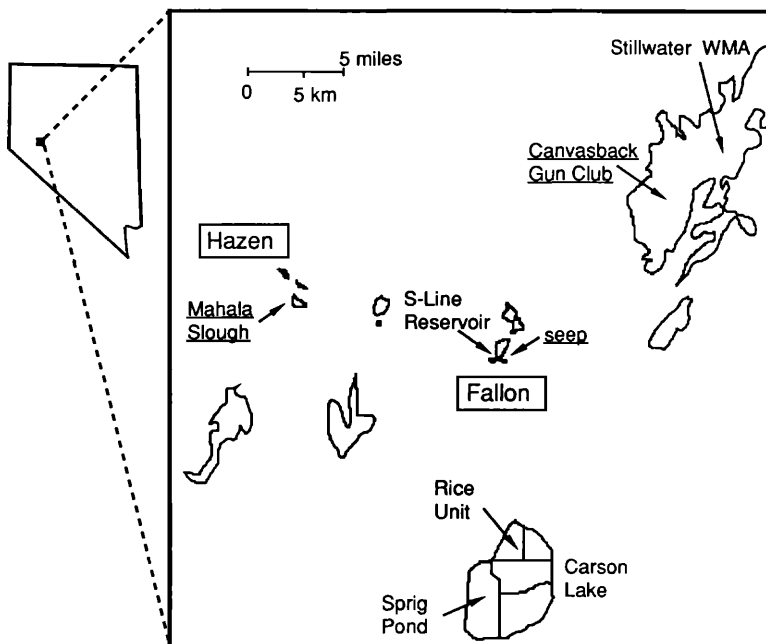 Stillwater WMA
5 miles
0
5 km
Canvasback
Gun Club
Hazen
Mahala
Slough
S-Line
Reservoir
seep
Fallon
Rice
Unit
Carson
Lake
Sprig
Pond